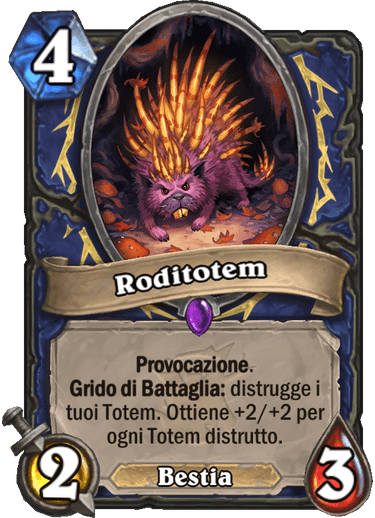 4
Roditotem
Provocazione.
Grido di Battaglia: distrugge i
tuoi Totem. Ottiene +2/+2 per
ogni Totem distrutto.
2
Bestia
3